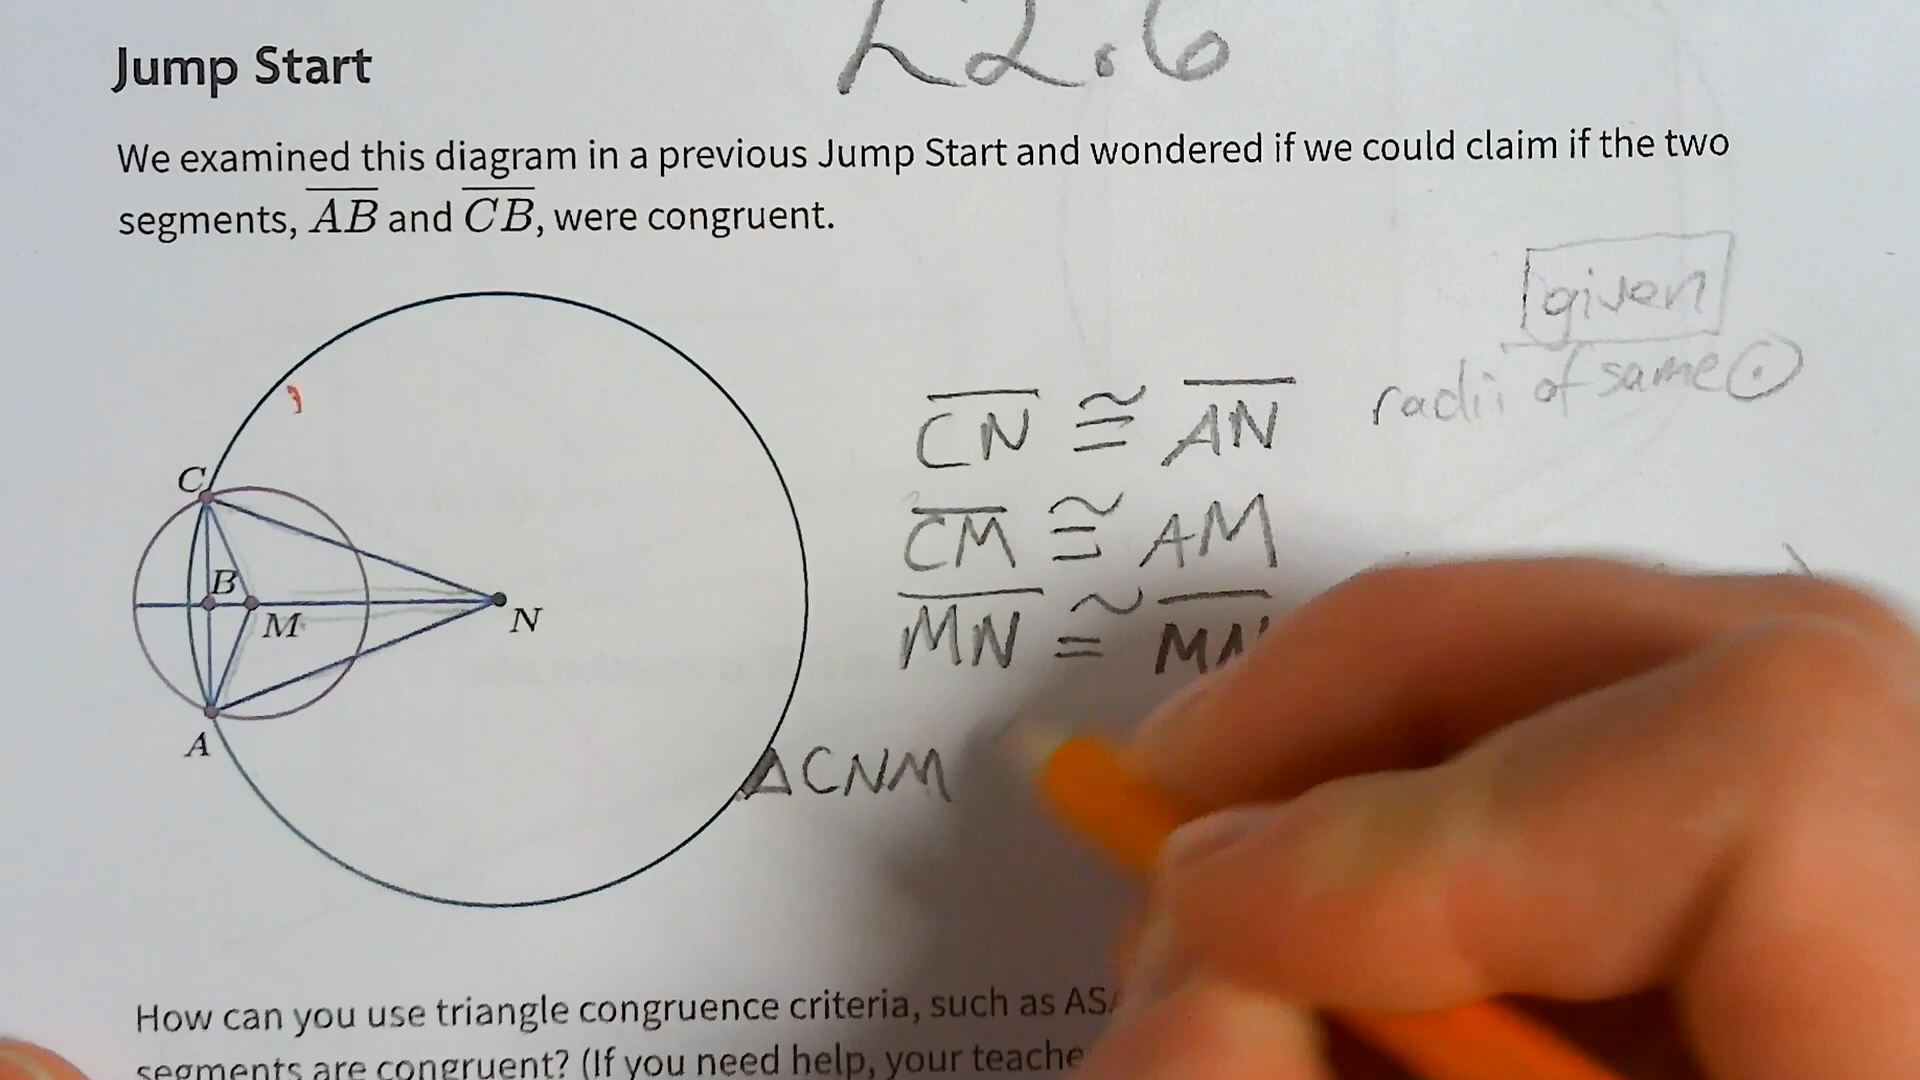 L2.6
Jump Start
We examined this diagram in a previous Jump Start and wondered if we could claim if the two
segments, AB and CB, were congruent.
given
radii of same ⊙
CN ≅ AN
CM ≅ AM
MN ≅
C
B
M
N
A
△CNM
How can you use triangle congruence criteria, such as
segments are congruent? (If you need help, your